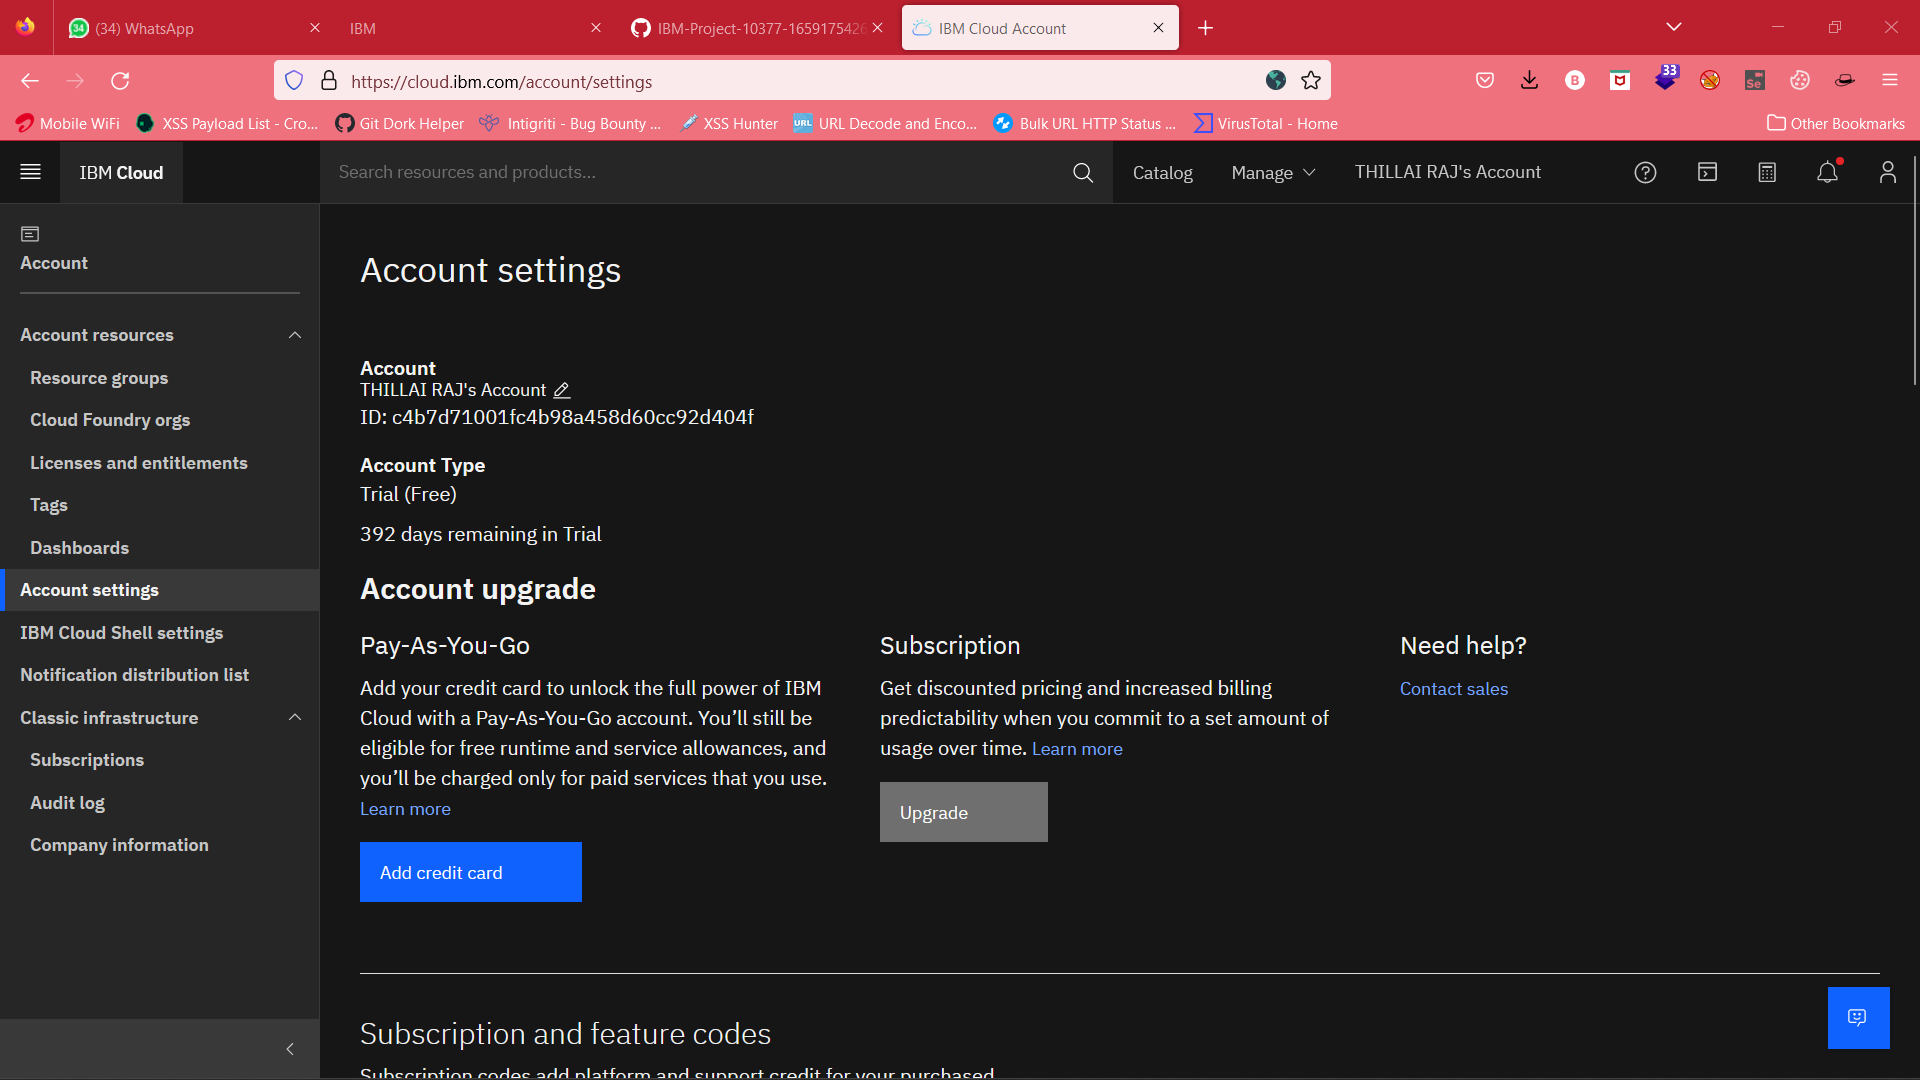 34
(34) WhatsApp
IBM
IBM-Project-10377-165917542
IBM Cloud Account
https://cloud.ibm.com/account/settings
B
33
Se
Mobile WiFi
XSS Payload List - Cro...
Git Dork Helper
Intigriti - Bug Bounty ...
XSS Hunter
URL
URL Decode and Enco...
Bulk URL HTTP Status ...
VirusTotal - Home
Other Bookmarks
IBM Cloud
Search resources and products...
Catalog
Manage
THILLAI RAJ's Account
Account
Account resources
Resource groups
Cloud Foundry orgs
Licenses and entitlements
Tags
Dashboards
Account settings
IBM Cloud Shell settings
Notification distribution list
Classic infrastructure
Subscriptions
Audit log
Company information
Account settings
Account
THILLAI RAJ's Account
ID: c4b7d71001fc4b98a458d60cc92d404f
Account Type
Trial (Free)
392 days remaining in Trial
Account upgrade
Pay-As-You-Go
Add your credit card to unlock the full power of IBM
Cloud with a Pay-As-You-Go account. You’ll still be
eligible for free runtime and service allowances, and
you’ll be charged only for paid services that you use.
Learn more
Add credit card
Subscription
Get discounted pricing and increased billing
predictability when you commit to a set amount of
usage over time. Learn more
Upgrade
Need help?
Contact sales
Subscription and feature codes
Subscription codes add platform and support credit for your purchased